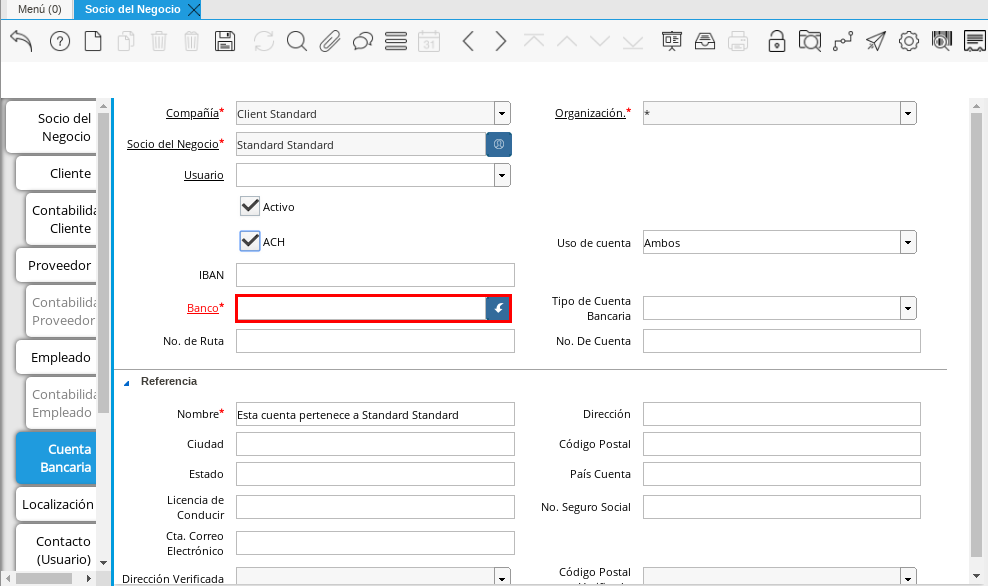 Menú (0)
Socio del Negocio
31
Socio del
Negocio
Cliente
Contabilida
Cliente
Proveedor
Contabilida
Proveedor
Empleado
Contabilida
Empleado
Cuenta
Bancaria
Localización
Contacto
(Usuario)
Compañía* Client Standard
Organización.* *
Socio del Negocio* Standard Standard
Usuario
Activo
ACH
Uso de cuenta Ambos
IBAN
Banco*
Tipo de Cuenta
Bancaria
No. de Ruta
No. De Cuenta
Referencia
Nombre* Esta cuenta pertenece a Standard Standard
Dirección
Ciudad
Código Postal
Estado
País Cuenta
Licencia de
Conducir
No. Seguro Social
Cta. Correo
Electrónico
Dirección Verificada
Código Postal